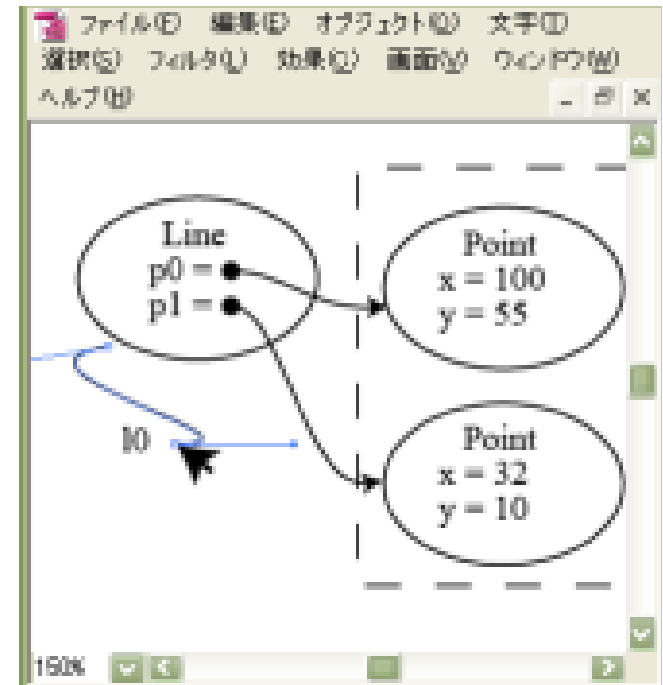 ファイル(F) 編集(E) オブジェクト(O) 文字(T)
選択(S) フィルタ(L) 効果(C) 画面(V) ウィンドウ(W)
ヘルプ(H)
Line
p0 =
p1 =
Point
x = 100
y = 55
l0
Point
x = 32
y = 10
150%